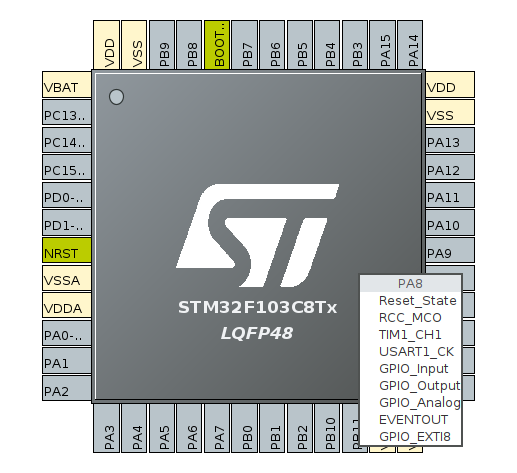 VDD
VSS
PB9
PB8
BOOT..
PB7
PB6
PB5
PB4
PB3
PA15
PA14
VBAT
PC13..
PC14..
PC15..
PD0-..
PD1-..
NRST
VSSA
VDDA
PA0-..
PA1
PA2
VDD
VSS
PA13
PA12
PA11
PA10
PA9
STM32F103C8Tx
LQFP48
PA8
Reset_State
RCC_MCO
TIM1_CH1
USART1_CK
GPIO_Input
GPIO_Output
GPIO_Analog
EVENTOUT
GPIO_EXTI8
PA3
PA4
PA5
PA6
PA7
PB0
PB1
PB2
PB10